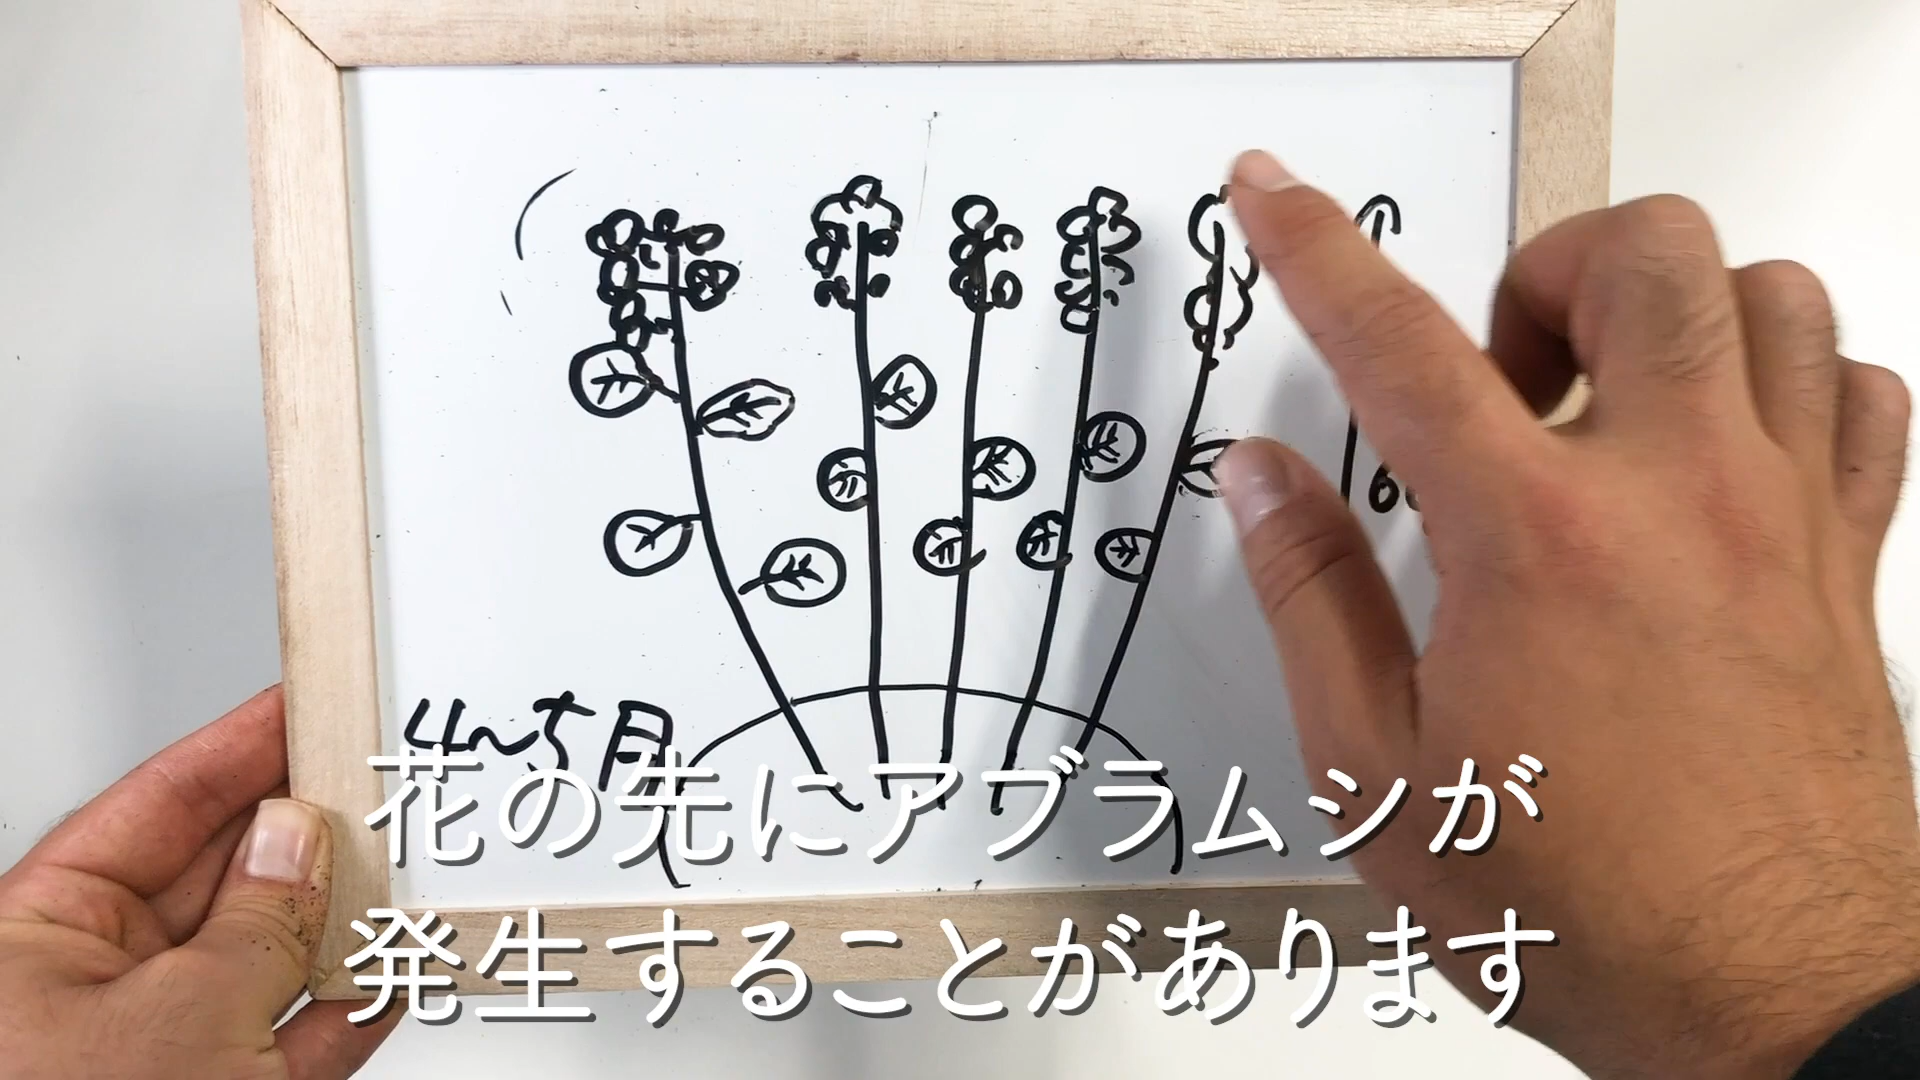 4〜5月
花の先にアブラムシが
発生することがあります